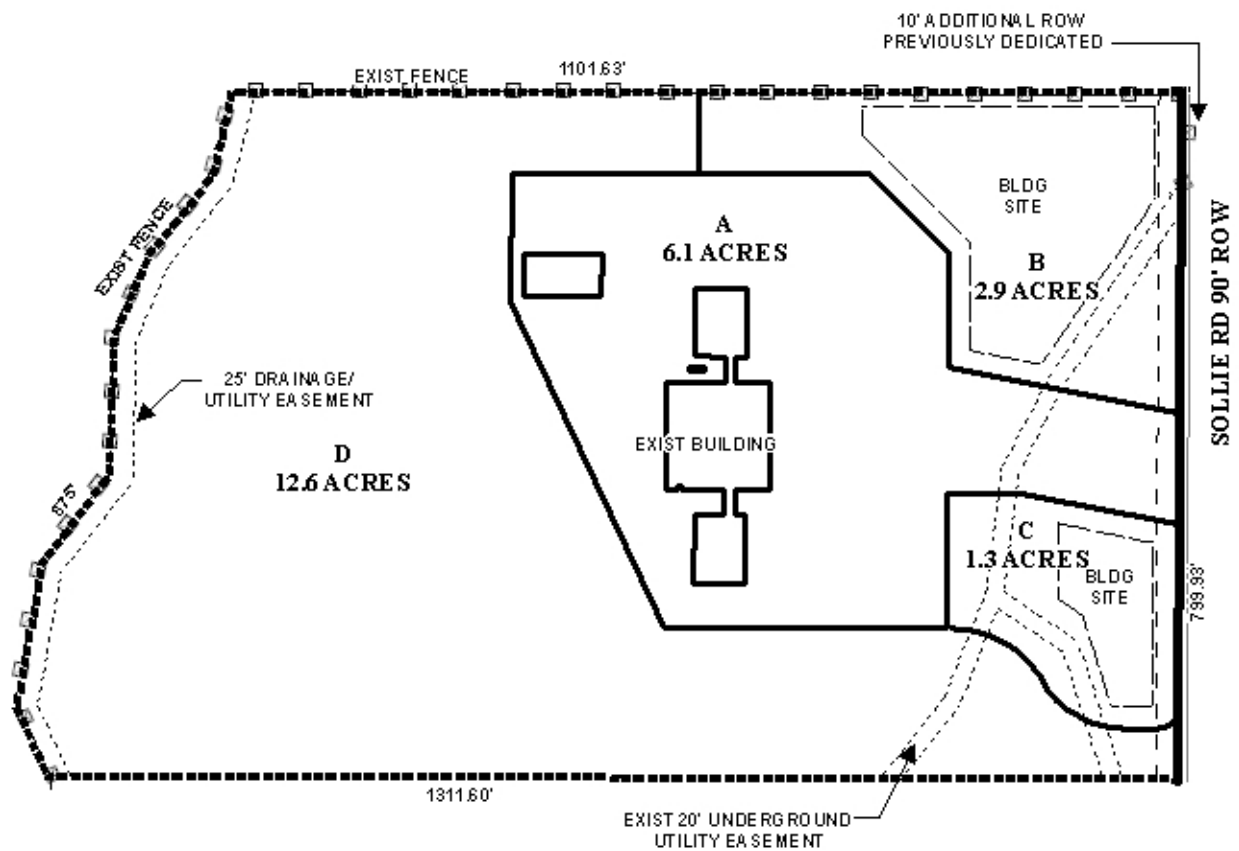 10' ADDITIONAL ROW
PREVIOUSLY DEDICATED
EXIST FENCE
1101.63'
BLDG
SITE
A
6.1 ACRES
B
2.9 ACRES
SOLLIE RD 90' ROW
EXIST FENCE
25' DRAINAGE/
UTILITY EASEMENT
EXIST BUILDING
D
12.6 ACRES
875'
C
1.3 ACRES
BLDG
SITE
799.93'
1311.60'
EXIST 20' UNDERGROUND
UTILITY EASEMENT